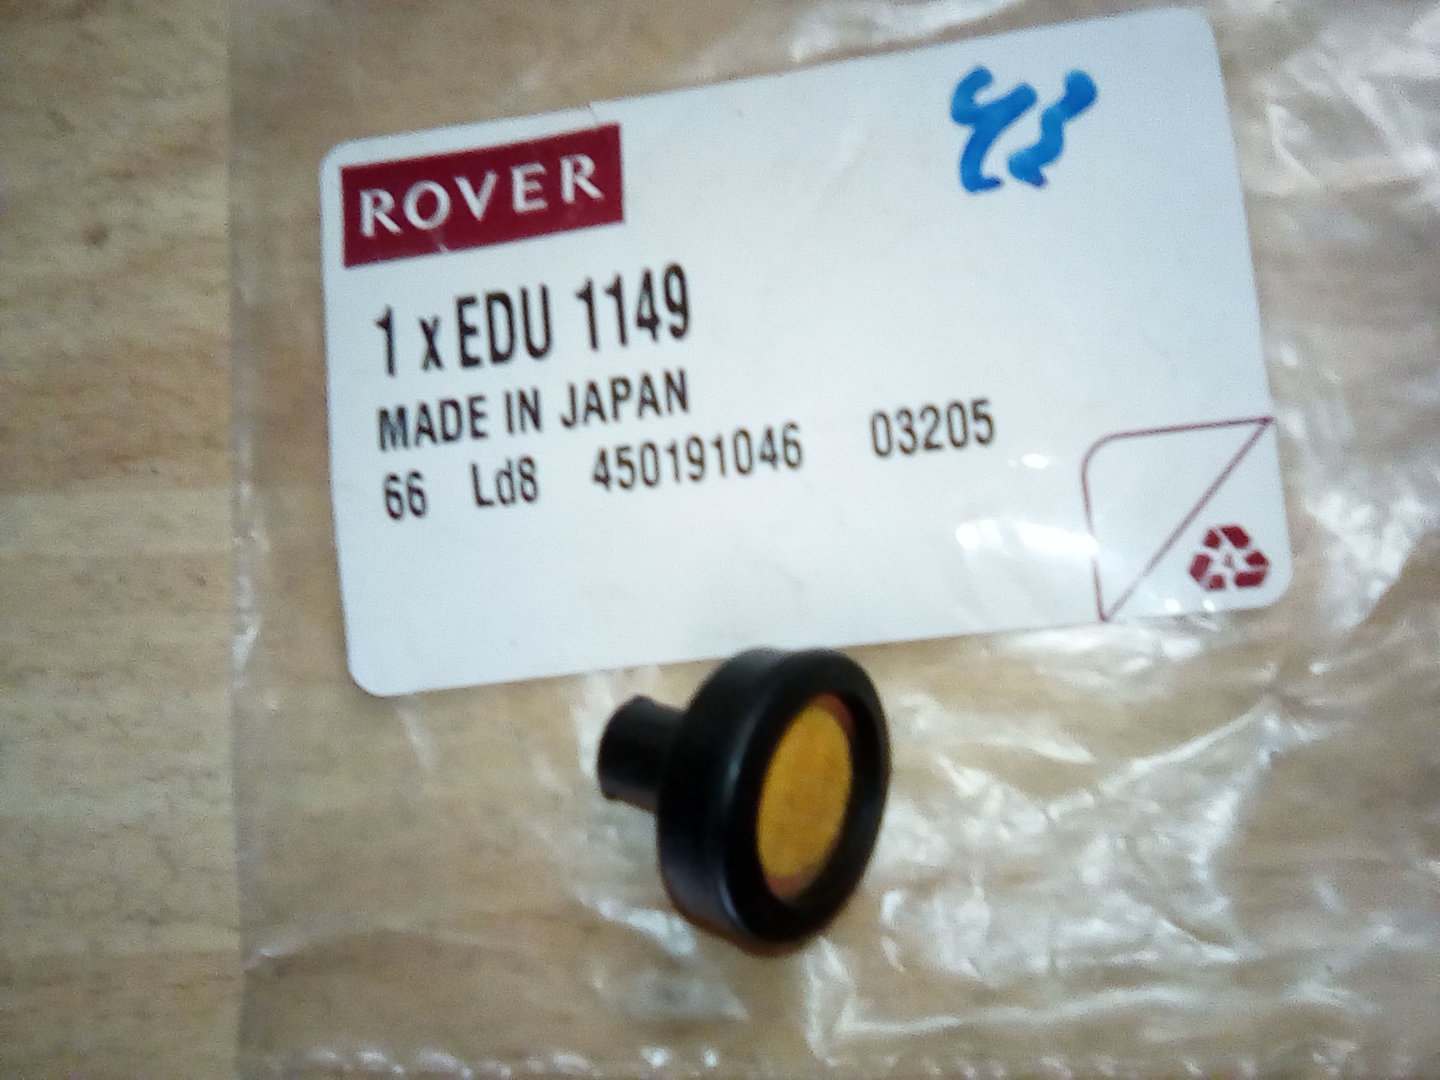 ROVER
1 x EDU 1149
MADE IN JAPAN
66 Ld8 450191046 03205